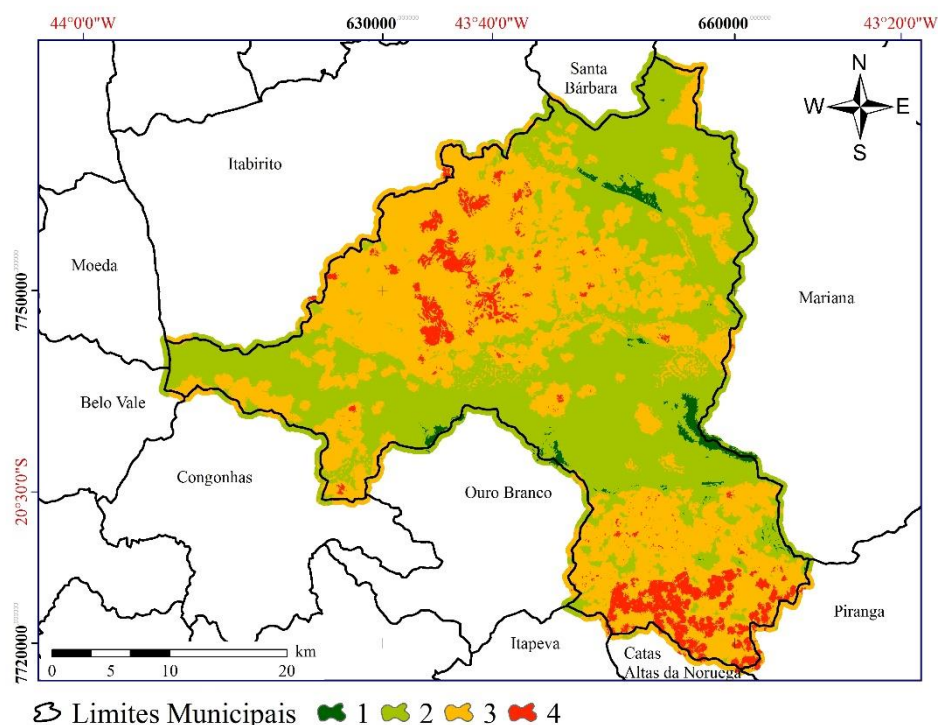 44°0'0"W 630000 43°40'0"W 660000 43°20'0"W
Santa
Bárbara
N
W E
S
Itabirito
Moeda
7750000
Mariana
Belo Vale
Congonhas
Ouro Branco
20°30'0"S
Piranga
7720000
Itapeva
Catas
Altas da Noruega
km
0 5 10 20
Limites Municipais 1 2 3 4